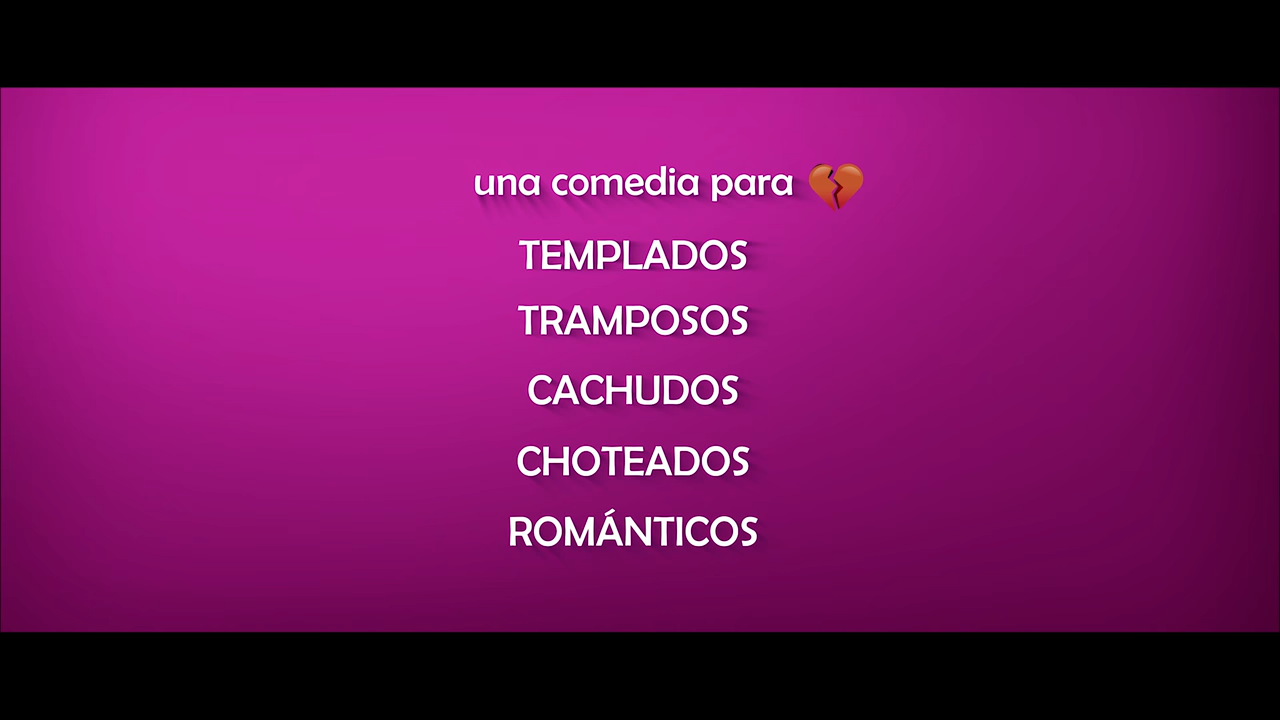 una comedia para 💔
TEMPLADOS
TRAMPOSOS
CACHUDOS
CHOTEADOS
ROMÁNTICOS